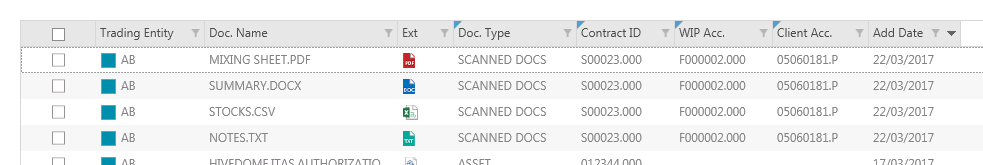 Trading Entity Doc. Name Ext Doc. Type Contract ID WIP Acc. Client Acc. Add Date
AB MIXING SHEET.PDF PDF SCANNED DOCS S00023.000 F000002.000 05060181.P 22/03/2017
AB SUMMARY.DOCX DOC SCANNED DOCS S00023.000 F000002.000 05060181.P 22/03/2017
AB STOCKS.CSV SCANNED DOCS S00023.000 F000002.000 05060181.P 22/03/2017
AB NOTES.TXT TXT SCANNED DOCS S00023.000 F000002.000 05060181.P 22/03/2017
HIVEDOME ITAS AUTHORIZATIO ASSET 012344.000 17/03/2017